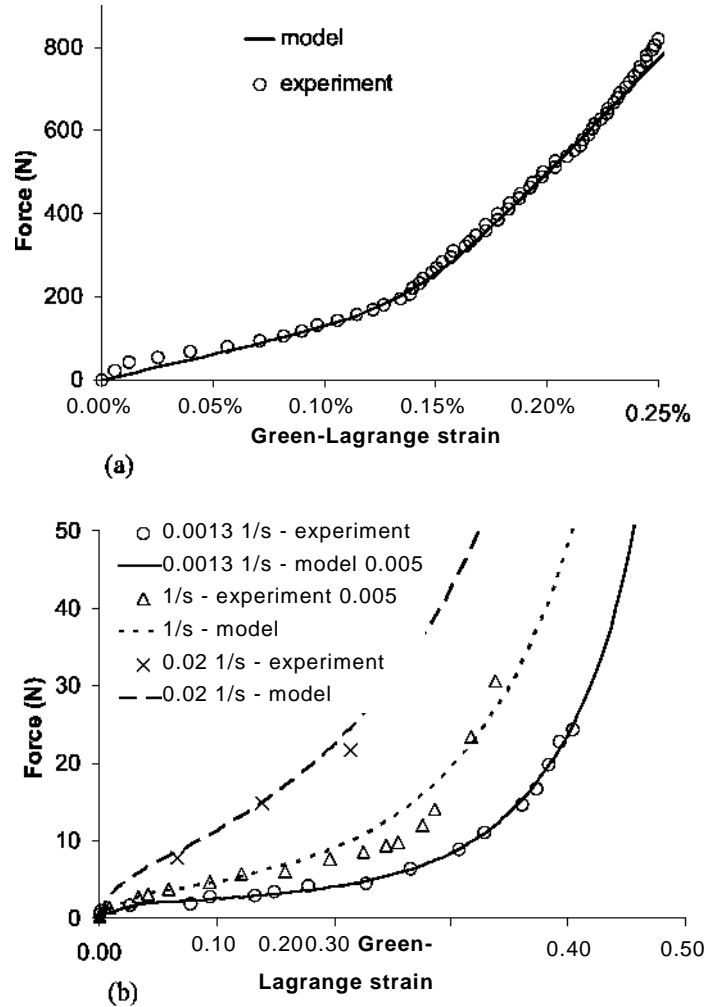 800
600
400
200
0
Force (N)
model
experiment
0.00% 0.05% 0.10% 0.15% 0.20% 0.25%
Green-Lagrange strain
(a)
50
40
30
20
10
0
Force (N)
0.0013 1/s - experiment
0.0013 1/s - model 0.005
1/s - experiment 0.005
1/s - model
0.02 1/s - experiment
0.02 1/s - model
0.00 0.10 0.200.30 Green- 0.40 0.50
Lagrange strain
(b)